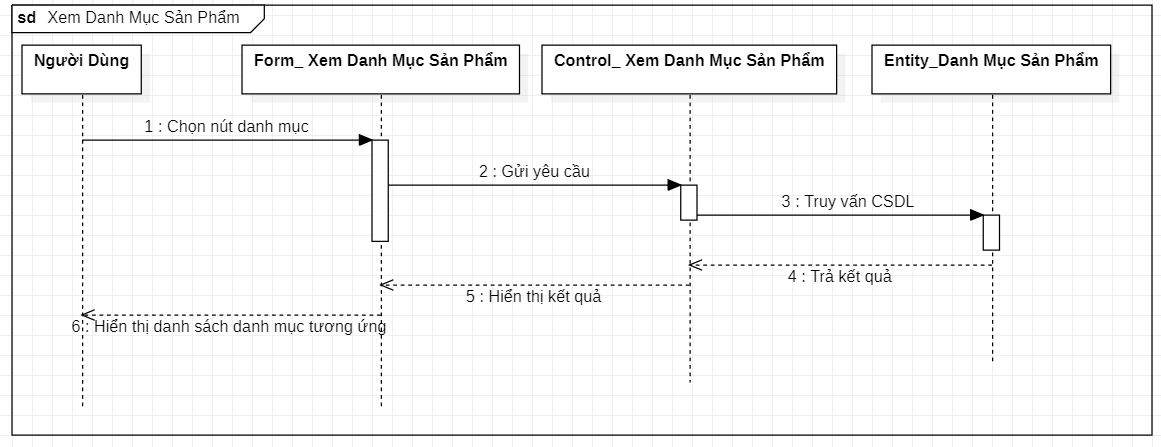 sd Xem Danh Mục Sản Phẩm
Người Dùng
Form_ Xem Danh Mục Sản Phẩm
Control_ Xem Danh Mục Sản Phẩm
Entity_Danh Mục Sản Phẩm
1 : Chọn nút danh mục
2 : Gửi yêu cầu
3 : Truy vấn CSDL
4 : Trả kết quả
5 : Hiển thị kết quả
6 : Hiển thị danh sách danh mục tương ứng